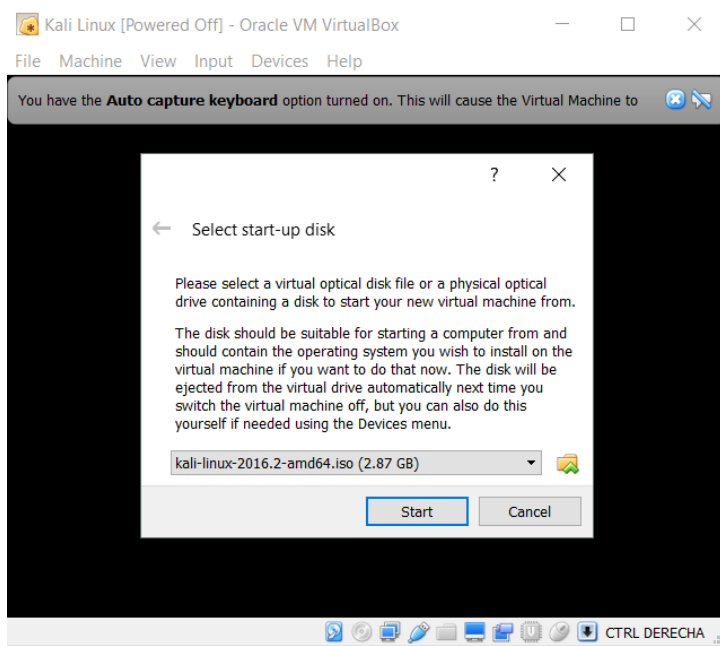 Kali Linux [Powered Off] - Oracle VM VirtualBox
File Machine View Input Devices Help
You have the Auto capture keyboard option turned on. This will cause the Virtual Machine to
?
Select start-up disk
Please select a virtual optical disk file or a physical optical
drive containing a disk to start your new virtual machine from.
The disk should be suitable for starting a computer from and
should contain the operating system you wish to install on the
virtual machine if you want to do that now. The disk will be
ejected from the virtual drive automatically next time you
switch the virtual machine off, but you can also do this
yourself if needed using the Devices menu.
kali-linux-2016.2-amd64.iso (2.87 GB)
Start Cancel
CTRL DERECHA